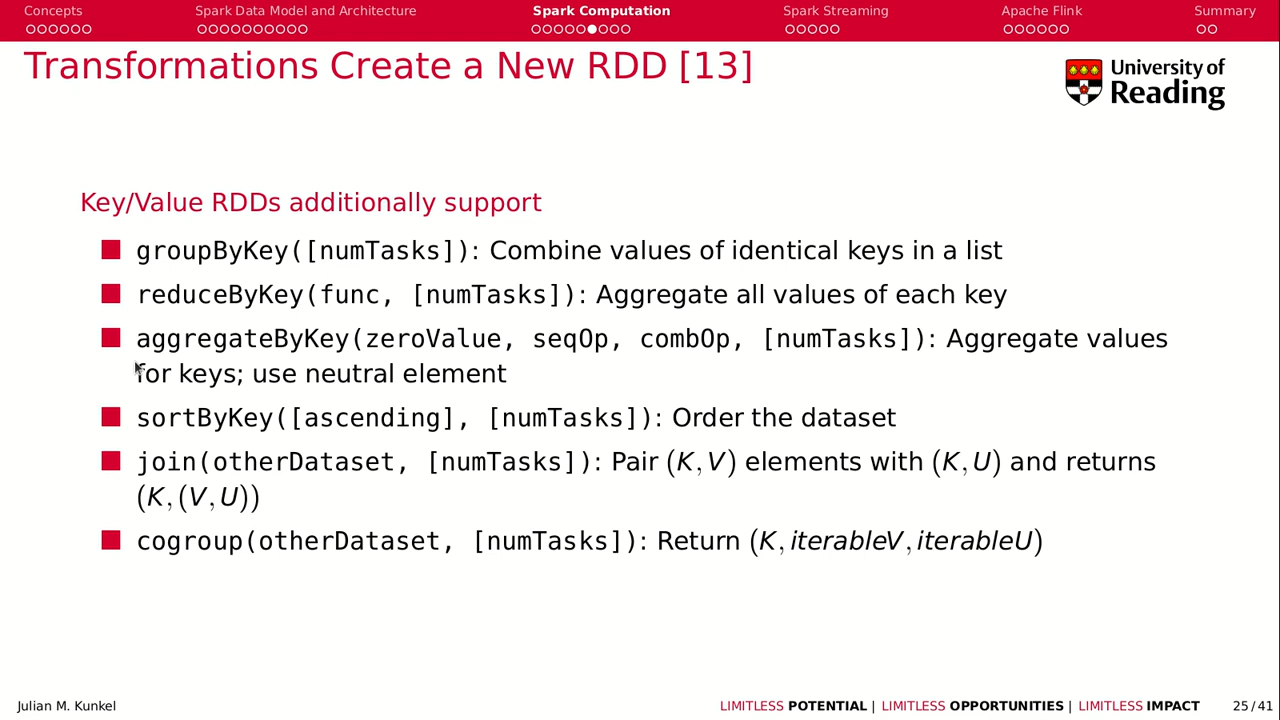 Concepts Spark Data Model and Architecture Spark Computation Spark Streaming Apache Flink Summary
Transformations Create a New RDD [13]
University of
Reading
Key/Value RDDs additionally support
groupByKey([numTasks]): Combine values of identical keys in a list
reduceByKey(func, [numTasks]): Aggregate all values of each key
aggregateByKey(zeroValue, seqOp, combOp, [numTasks]): Aggregate values
for keys; use neutral element
sortByKey([ascending], [numTasks]): Order the dataset
join(otherDataset, [numTasks]): Pair (K, V) elements with (K, U) and returns
(K, (V, U))
cogroup(otherDataset, [numTasks]): Return (K, iterableV, iterableU)
Julian M. Kunkel LIMITLESS POTENTIAL | LIMITLESS OPPORTUNITIES | LIMITLESS IMPACT 25/41